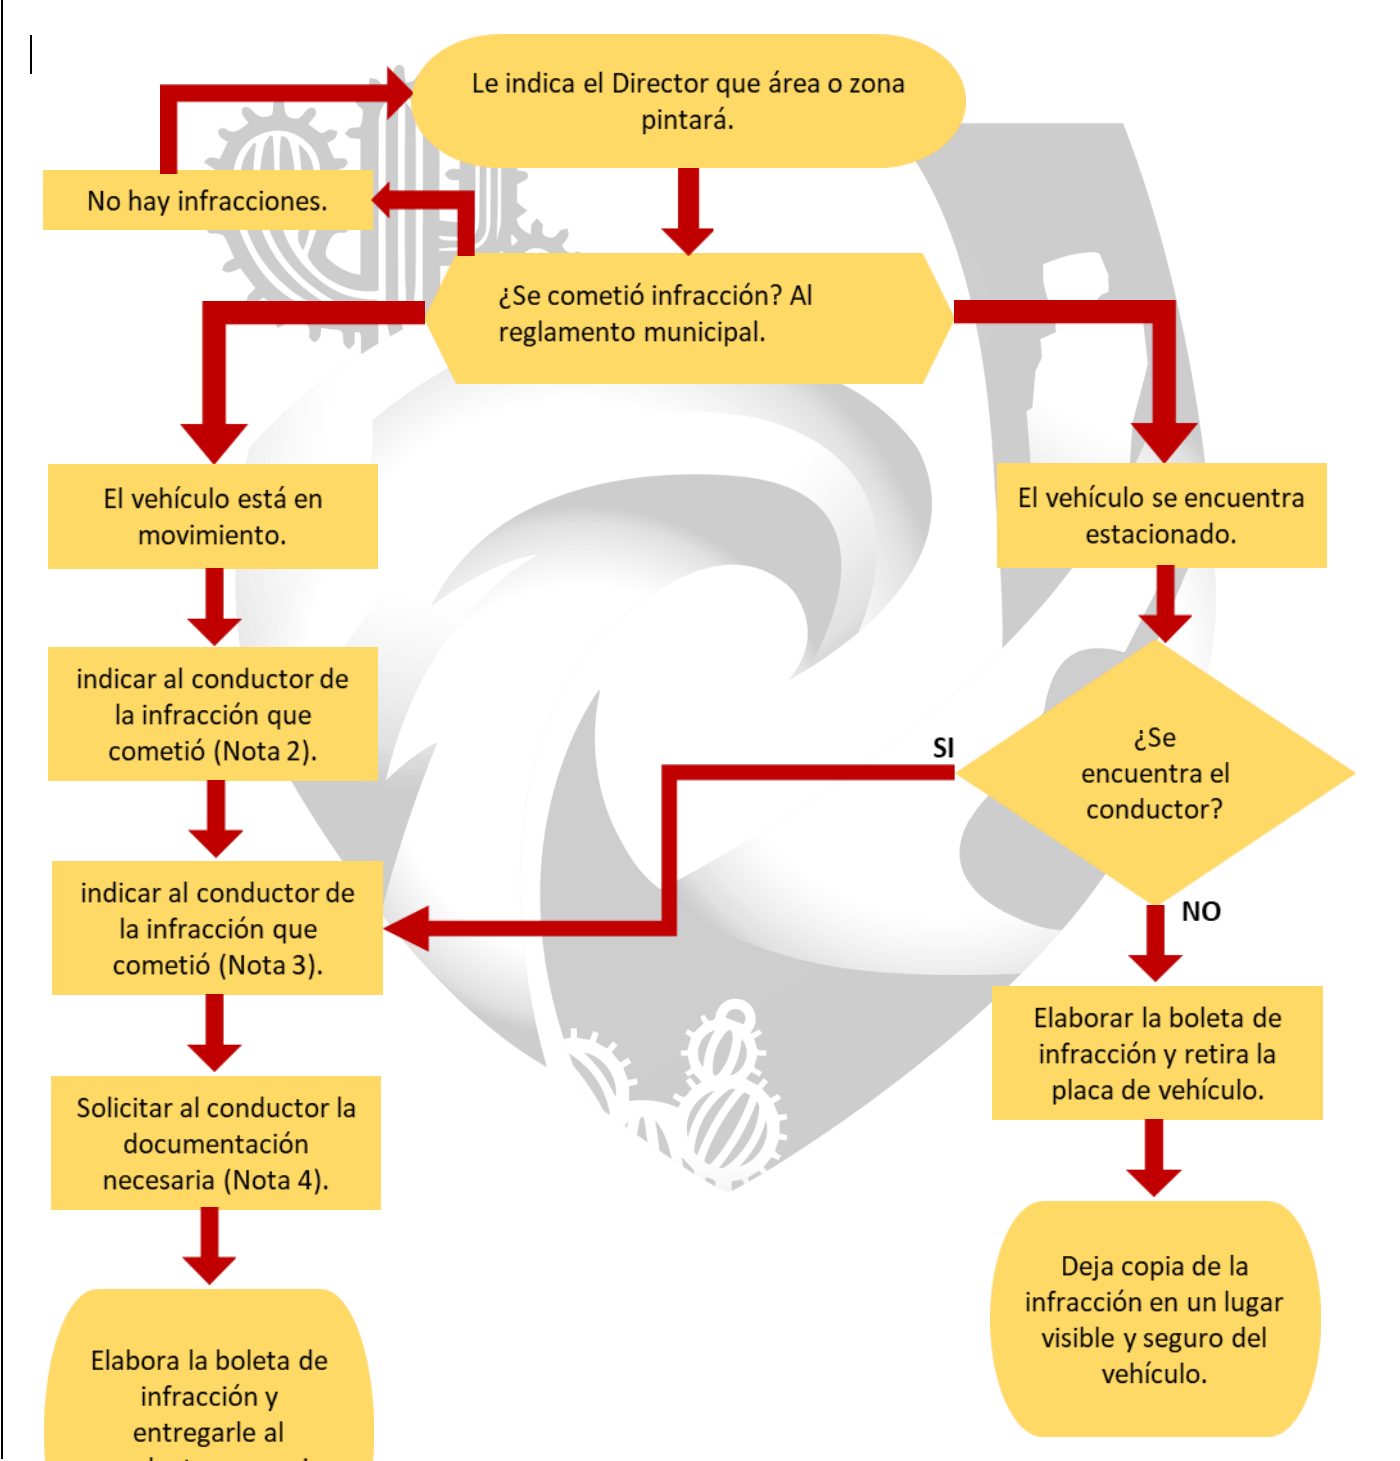 Le indica el Director que área o zona
pintará.
No hay infracciones.
¿Se cometió infracción? Al
reglamento municipal.
El vehículo está en
movimiento.
El vehículo se encuentra
estacionado.
indicar al conductor de
la infracción que
cometió (Nota 2).
SI
¿Se
encuentra el
conductor?
NO
indicar al conductor de
la infracción que
cometió (Nota 3).
Elaborar la boleta de
infracción y retira la
placa de vehículo.
Solicitar al conductor la
documentación
necesaria (Nota 4).
Deja copia de la
infracción en un lugar
visible y seguro del
vehículo.
Elabora la boleta de
infracción y
entregarle al